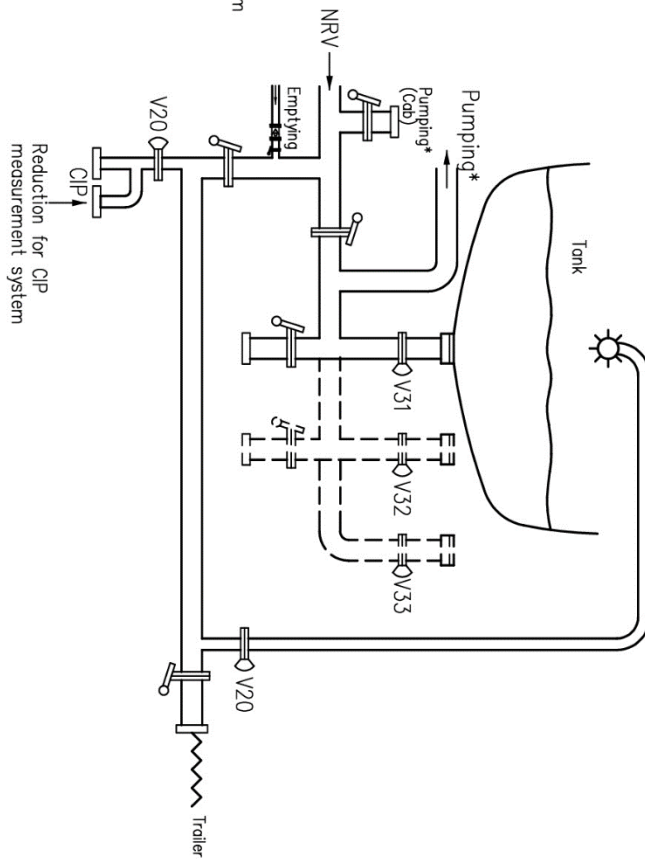 m
NRV
Pumping*
(Cab)
Pumping*
Tank
Emptying
V20
CIP
Reduction for CIP
measurement system
V31
V32
V33
V20
Trailer